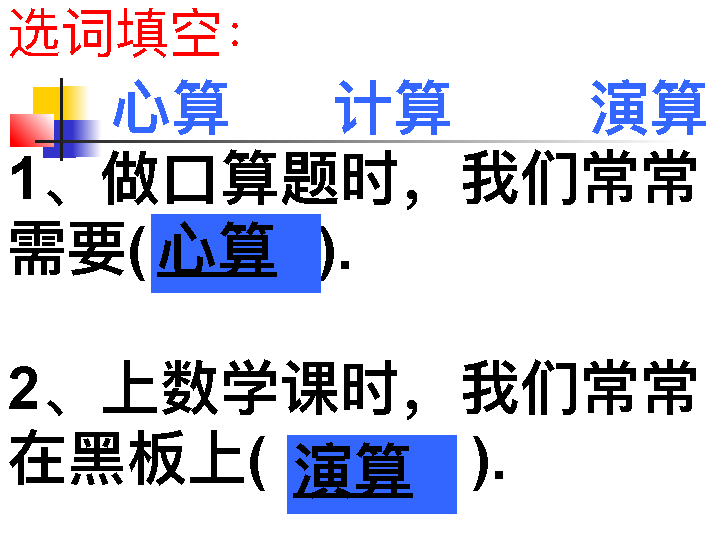 选词填空：
心算 计算 演算
1、做口算题时，我们常常
需要( 心算 ).
2、上数学课时，我们常常
在黑板上( 演算 ).